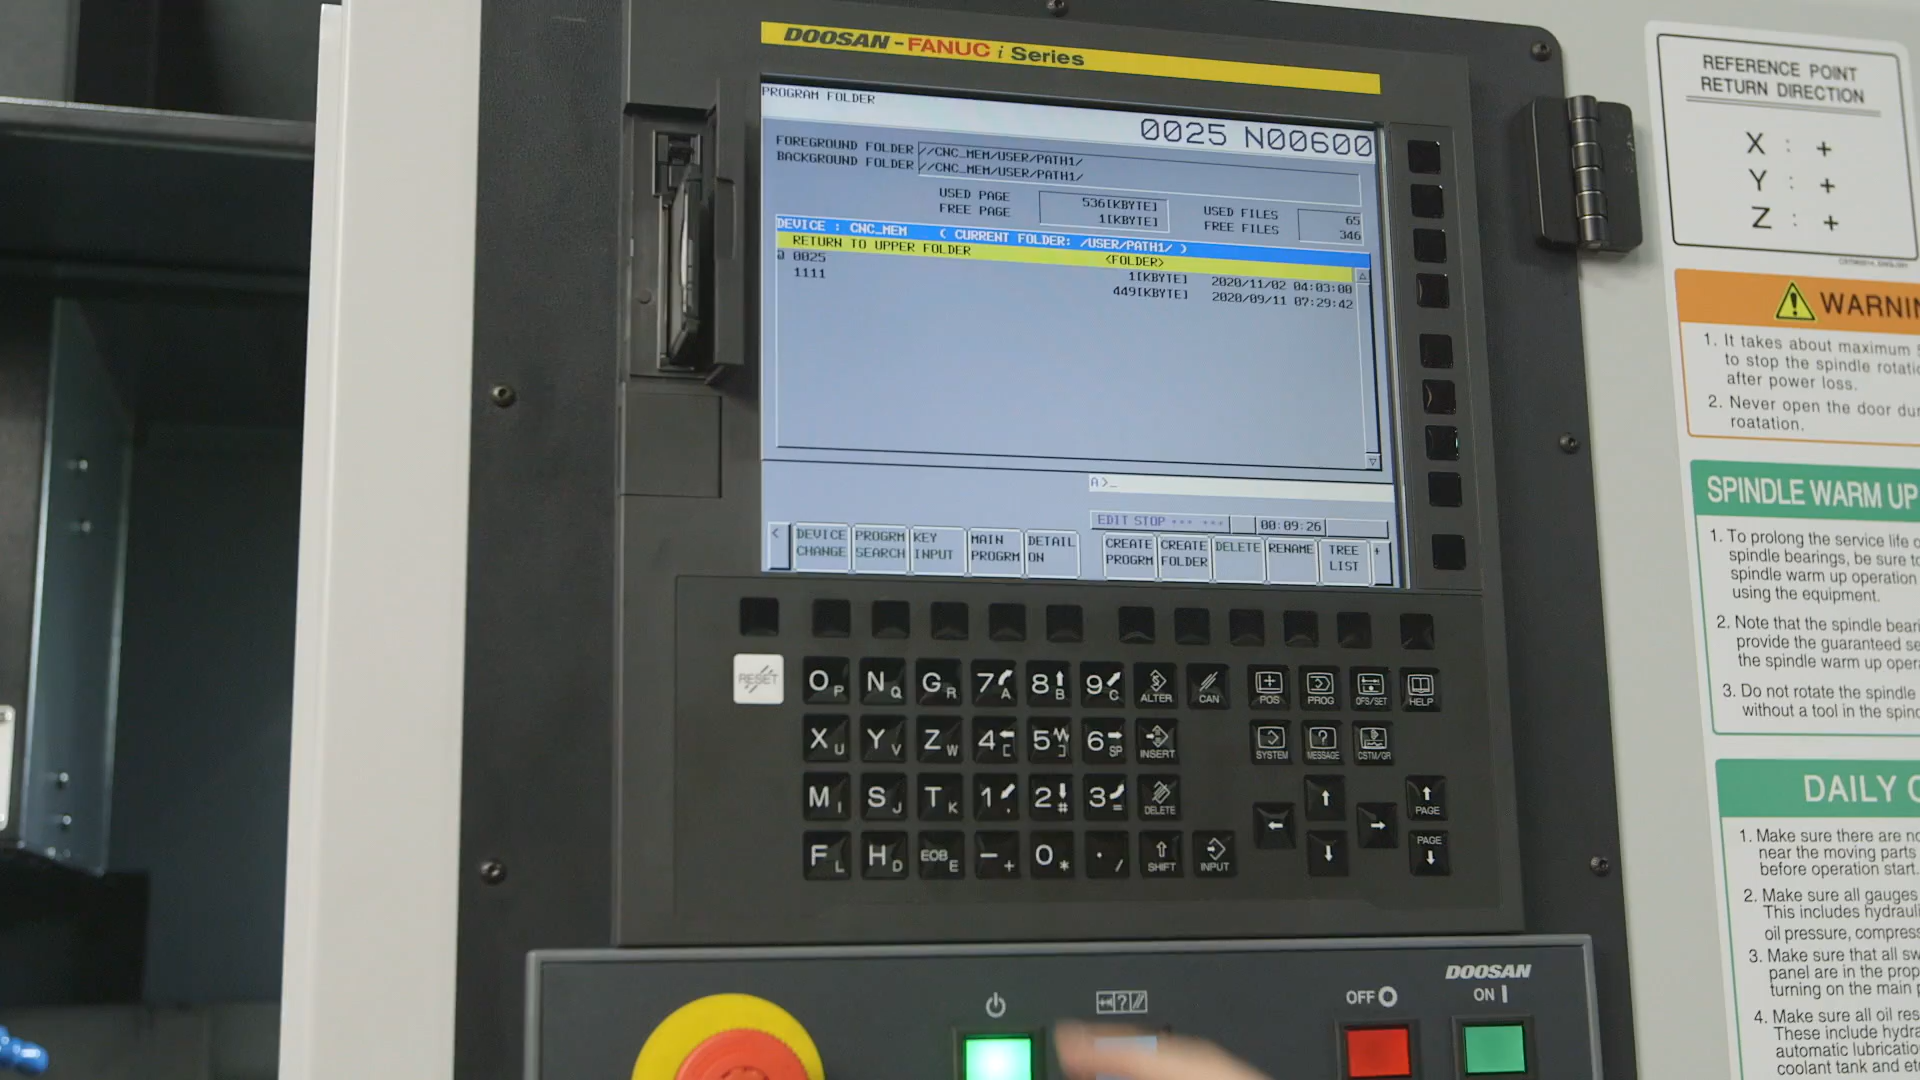 DOOSAN - FANUC i Series
PROGRAM FOLDER
O025 N00600
FOREGROUND FOLDER //CNC_MEM/USER/PATH1/
BACKGROUND FOLDER //CNC_MEM/USER/PATH1/
USED PAGE 536[KBYTE] USED FILES 65
FREE PAGE 1[KBYTE] FREE FILES 346
DEVICE : CNC_MEM ( CURRENT FOLDER: /USER/PATH1/ )
RETURN TO UPPER FOLDER <FOLDER>
O025 1[KBYTE] 2020/11/02 04:03:00
1111 449[KBYTE] 2020/09/11 07:29:42
A>_
EDIT STOP *** *** 00:09:26
< DEVICE CHANGE PROGRM SEARCH KEY INPUT MAIN PROGRM DETAIL ON CREATE PROGRM CREATE FOLDER DELETE RENAME TREE LIST +
RESET O P N Q G R 7 A 8 B 9 C ALTER CAN POS PROG OFS/SET HELP
X U Y V Z W 4 [ 5 ] 6 SP INSERT SYSTEM MESSAGE CSTM/GR
M I S J T K 1 , 2 # 3 = DELETE ↑ ↑ PAGE
← →
F L H D EOB E - + 0 * . / SHIFT INPUT ↓ PAGE ↓
DOOSAN
OFF ON
REFERENCE POINT
RETURN DIRECTION
X : +
Y : +
Z : +
WARNIN
1. It takes about maximum
to stop the spindle rotatio
after power loss.
2. Never open the door dur
roatation.
SPINDLE WARM UP
1. To prolong the service life o
spindle bearings, be sure to
spindle warm up operation
using the equipment.
2. Note that the spindle beari
provide the guaranteed se
the spindle warm up opera
3. Do not rotate the spindle
without a tool in the spind
DAILY C
1. Make sure there are no
near the moving parts
before operation start.
2. Make sure all gauges
This includes hydrauli
oil pressure, compress
3. Make sure that all sw
panel are in the prop
turning on the main p
4. Make sure all oil res
These include hydra
automatic lubricatio
coolant tank and et